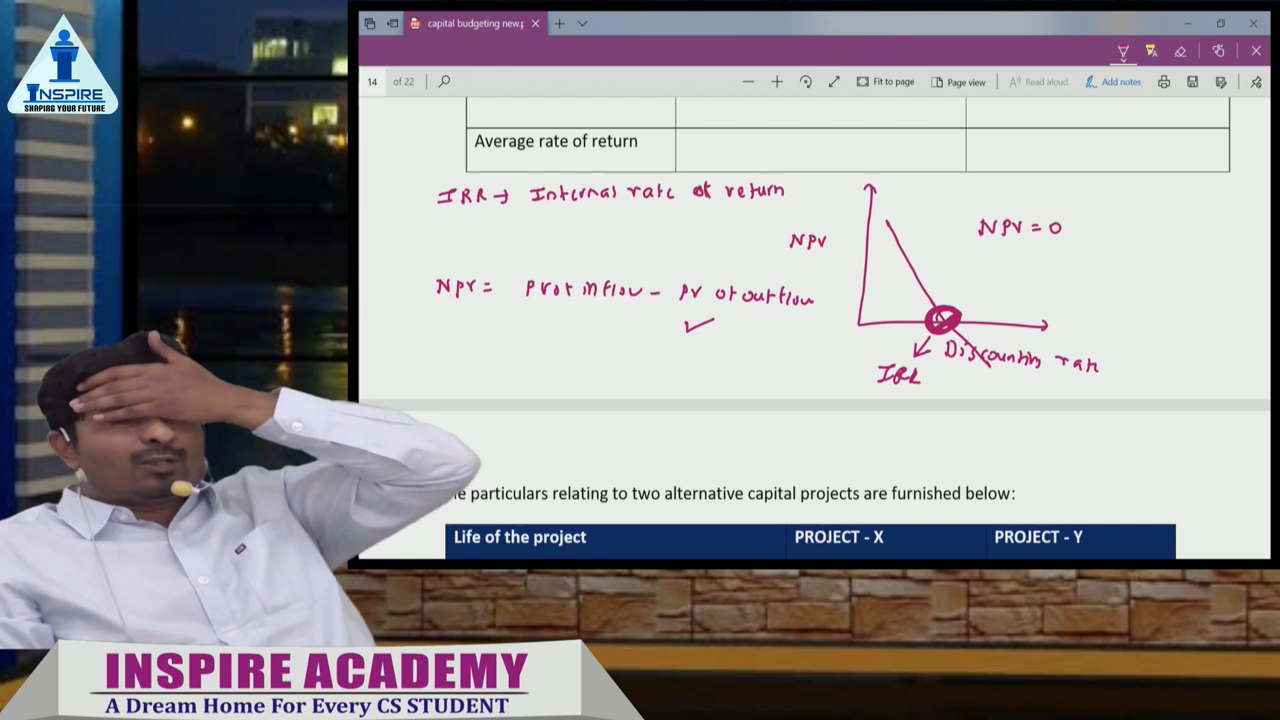 INSPIRE
SHAPING YOUR FUTURE
capital budgeting new.p
14 of 22
Fit to page
Page view
Read aloud
Add notes
Average rate of return
IRR → Internal rate of return
NPV
NPV = 0
NPV = PV of inflow - PV of outflow
Discounting rate
IRR
e particulars relating to two alternative capital projects are furnished below:
Life of the project PROJECT - X PROJECT - Y
INSPIRE ACADEMY
A Dream Home For Every CS STUDENT